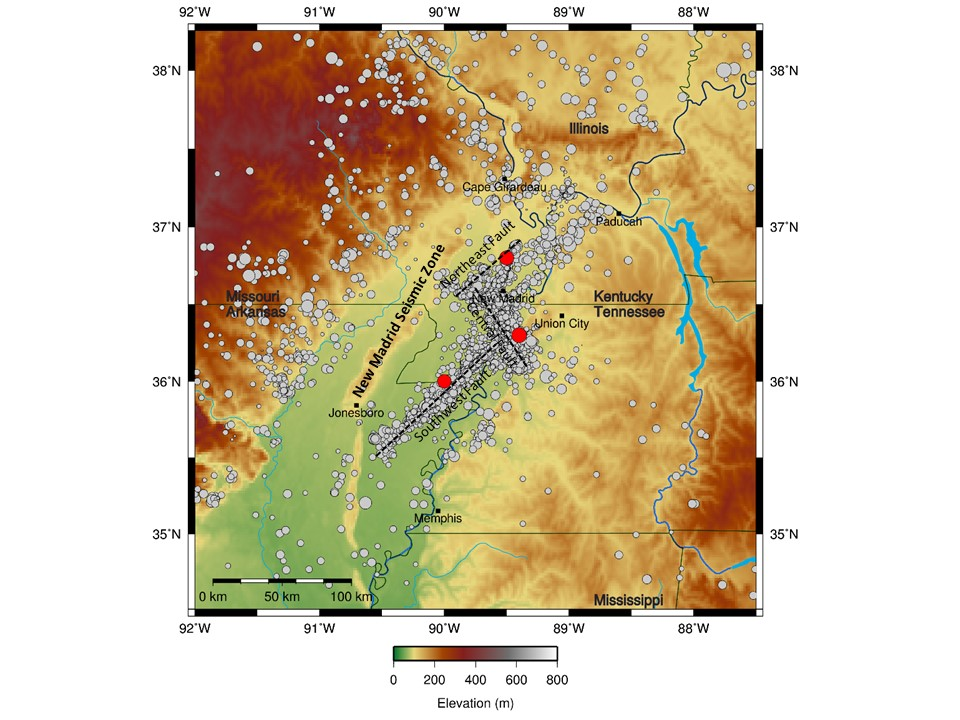 92°W 91°W 90°W 89°W 88°W
38°N 38°N
Illinois
Cape Girardeau
Paducah
37°N 37°N
Northeast Fault
New Madrid Seismic Zone
New Madrid
Missouri
Arkansas
Kentucky
Tennessee
Central Fault
Union City
36°N 36°N
Southwest Fault
Jonesboro
Memphis
35°N 35°N
0 km 50 km 100 km
Mississippi
92°W 91°W 90°W 89°W 88°W
0 200 400 600 800
Elevation (m)